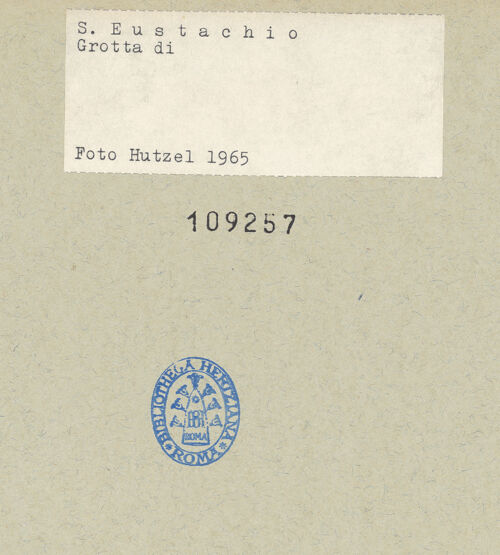 S. Eustachio
Grotta di
Foto Hutzel 1965
109257
BIBLIOTHECA HERTZIANA
ROMA
ROMA